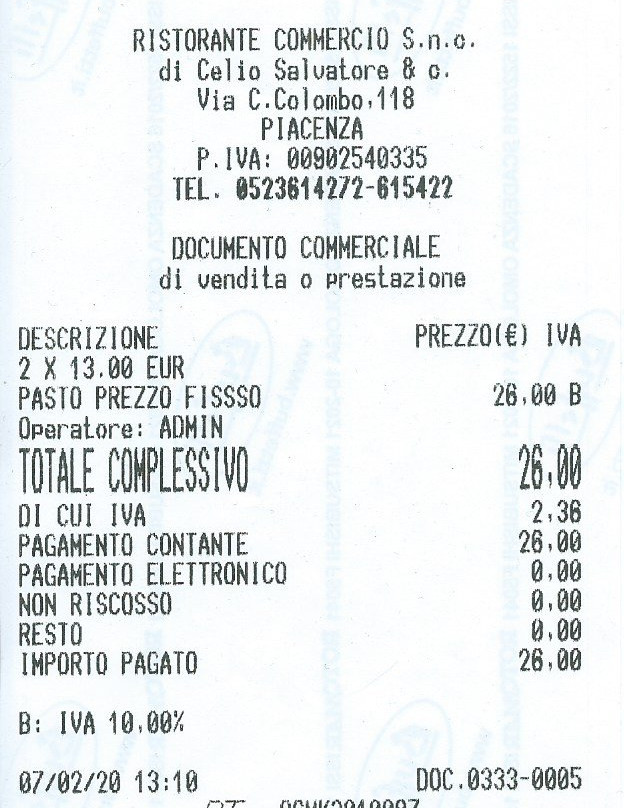 RISTORANTE COMMERCIO S.n.c.
di Celio Salvatore & c.
Via C.Colombo,118
PIACENZA
P.IVA: 00902540335
TEL. 0523614272-615422
DOCUMENTO COMMERCIALE
di vendita o prestazione
DESCRIZIONE PREZZO(€) IVA
2 X 13.00 EUR
PASTO PREZZO FISSSO 26,00 B
Operatore: ADMIN
TOTALE COMPLESSIVO 26,00
DI CUI IVA 2,36
PAGAMENTO CONTANTE 26,00
PAGAMENTO ELETTRONICO 0,00
NON RISCOSSO 0,00
RESTO 0,00
IMPORTO PAGATO 26,00
B: IVA 10,00%
07/02/20 13:10 DOC.0333-0005